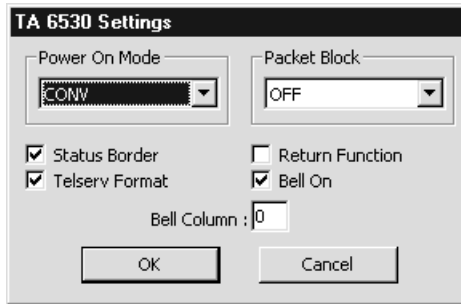 TA 6530 Settings
Power On Mode Packet Block
CONV OFF
Status Border Return Function
Telserv Format Bell On
Bell Column : 0
OK Cancel